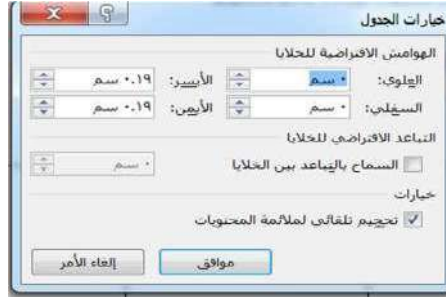 خيارات الجدول
الهوامش الافتراضية للخلايا
العلوي: ٠ سم الأيسر: ٠.١٩ سم
السفلي: ٠ سم الأيمن: ٠.١٩ سم
التباعد الافتراضي للخلايا
السماح بالتباعد بين الخلايا ٠ سم
خيارات
تحجيم تلقائي لملائمة المحتويات
موافق إلغاء الأمر